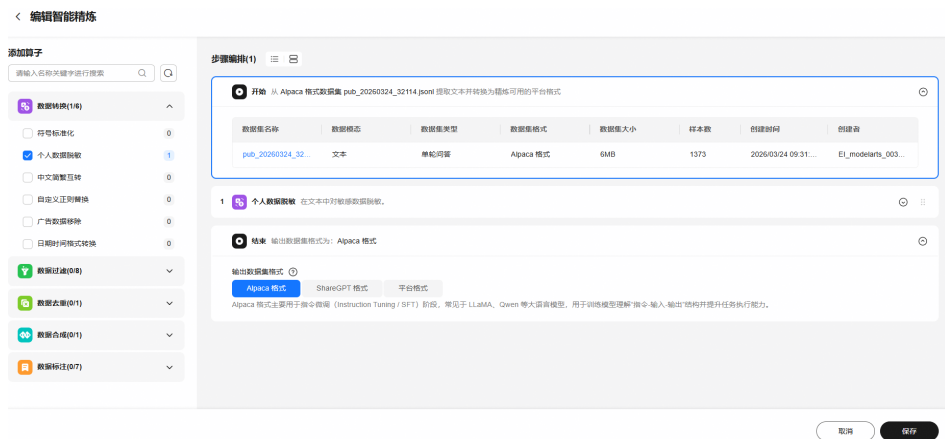 编辑智能精炼
添加算子
请输入名称关键字进行搜索
数据转换(1/6)
符号标准化 0
个人数据脱敏 1
中文简繁互转 0
自定义正则替换 0
广告数据移除 0
日期时间格式转换 0
数据过滤(0/8)
数据去重(0/1)
数据合成(0/1)
数据标注(0/7)
步骤编排(1)
开始 从 Alpaca 格式数据集 pub_20260324_32114.jsonl 提取文本并转换为精炼可用的平台格式
数据集名称 数据模态 数据集类型 数据集格式 数据集大小 样本数 创建时间 创建者
pub_20260324_32... 文本 单轮问答 Alpaca 格式 6MB 1373 2026/03/24 09:31:... EI_modelarts_003...
1 个人数据脱敏 在文本中对敏感数据脱敏。
结束 输出数据集格式为: Alpaca 格式
输出数据集格式
Alpaca 格式 ShareGPT 格式 平台格式
Alpaca 格式主要用于指令微调（Instruction Tuning / SFT）阶段，常见于 LLaMA、Qwen 等大语言模型，用于训练模型理解“指令-输入-输出”结构并提升任务执行能力。
取消 保存